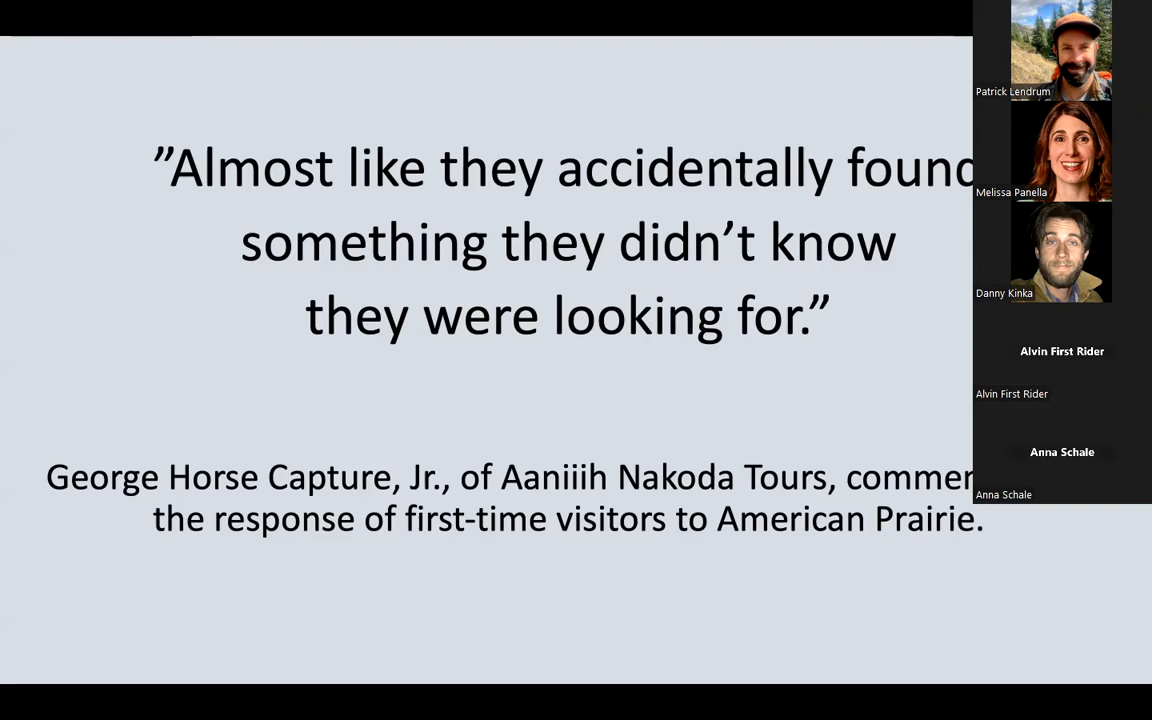 ”Almost like they accidentally found
something they didn’t know
they were looking for.”
George Horse Capture, Jr., of Aaniiih Nakoda Tours,
the response of first-time visitors to American Prairie.
Patrick Lendrum
Melissa Panella
Danny Kinka
Alvin First Rider
Alvin First Rider
Anna Schale
Anna Schale